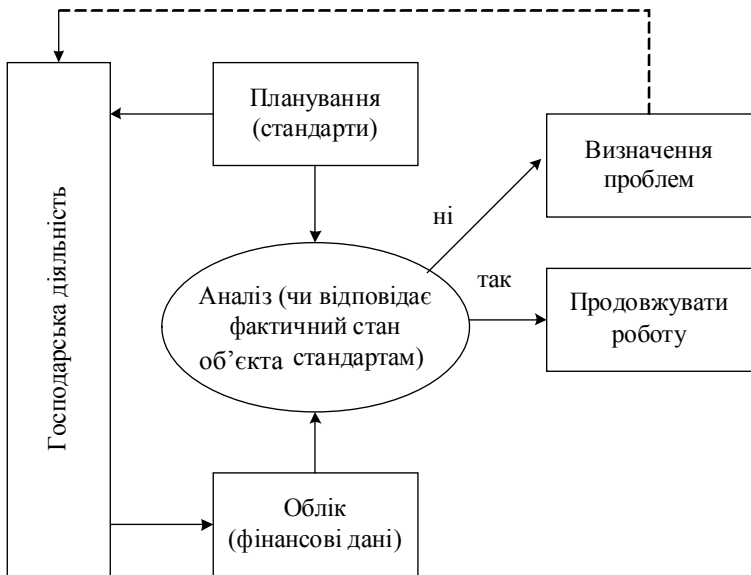 Господарська діяльність
Планування
(стандарти)
Визначення
проблем
ні
так
Аналіз (чи відповідає
фактичний стан
об’єкта стандартам)
Продовжувати
роботу
Облік
(фінансові дані)